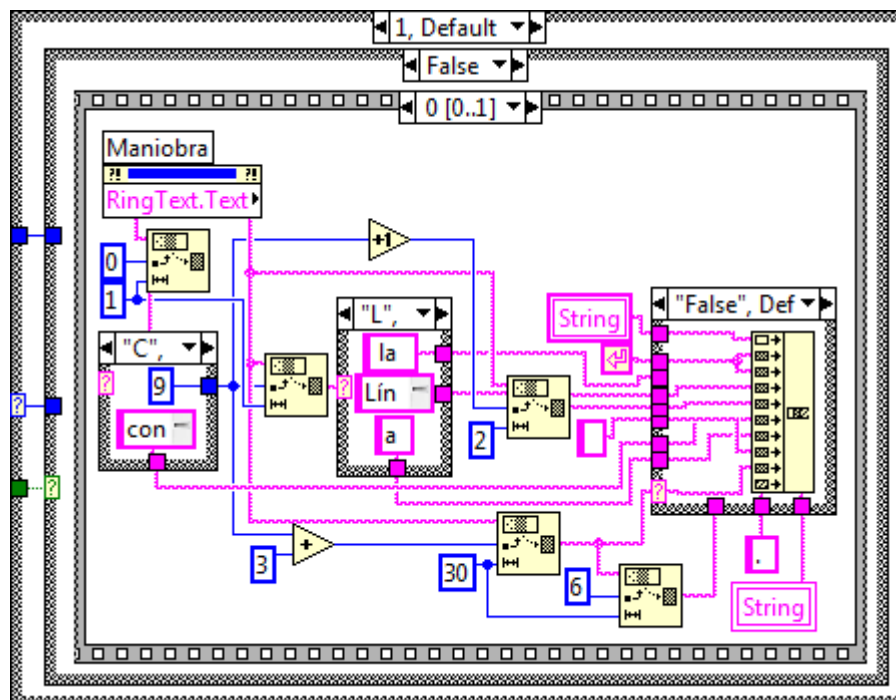 1, Default
False
0 [0..1]
Maniobra
?! ?!
RingText.Text
+1
0
1
"L",
"False", Def
String
"C",
la
9
?
Lín
?
con
a
2
?
?
+
3
30
6
.
String
?